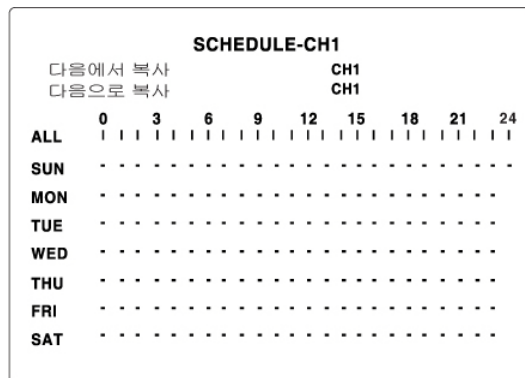 SCHEDULE-CH1
다음에서 복사 CH1
다음으로 복사 CH1
0 3 6 9 12 15 18 21 24
ALL I I I I I I I I I I I I I I I I I I I I I I I I I
SUN - - - - - - - - - - - - - - - - - - - - - - - - -
MON - - - - - - - - - - - - - - - - - - - - - - - -
TUE - - - - - - - - - - - - - - - - - - - - - - - -
WED - - - - - - - - - - - - - - - - - - - - - - - -
THU - - - - - - - - - - - - - - - - - - - - - - - -
FRI - - - - - - - - - - - - - - - - - - - - - - - -
SAT - - - - - - - - - - - - - - - - - - - - - - - -